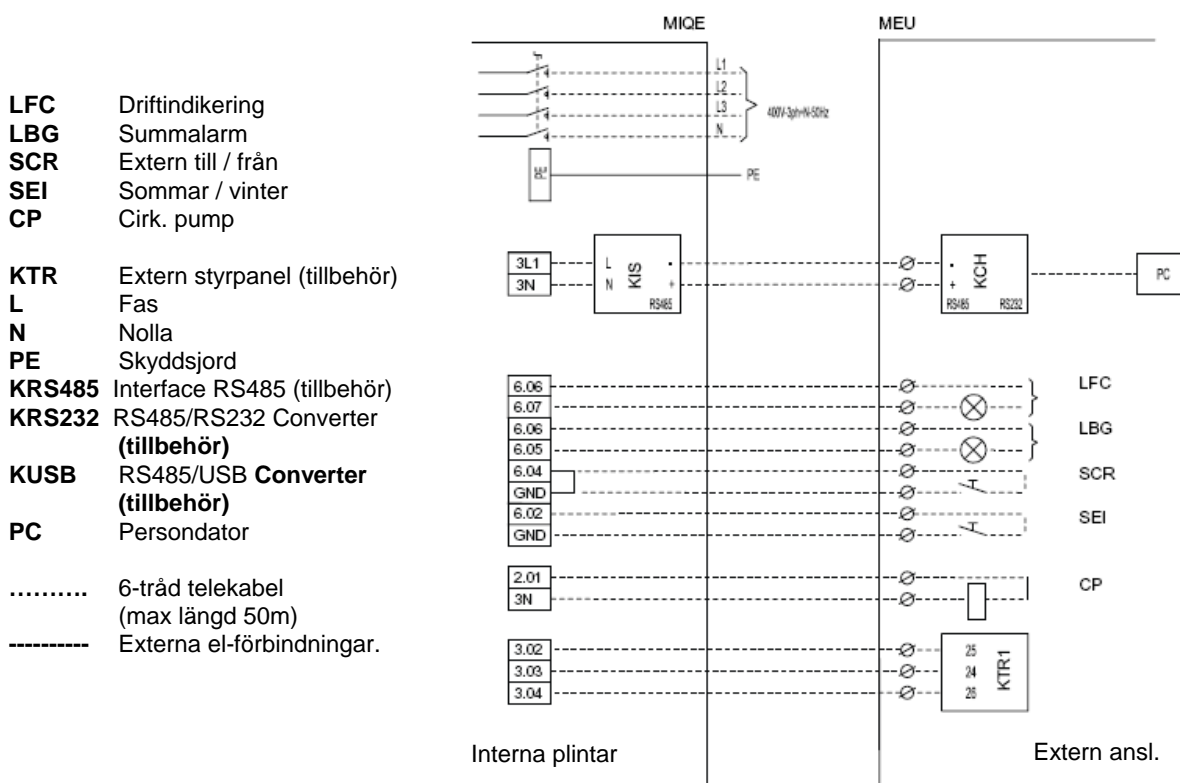 LFC Driftindikering
LBG Summalarm
SCR Extern till / från
SEI Sommar / vinter
CP Cirk. pump
KTR Extern styrpanel (tillbehör)
L Fas
N Nolla
PE Skyddsjord
KRS485 Interface RS485 (tillbehör)
KRS232 RS485/RS232 Converter
(tillbehör)
KUSB RS485/USB Converter
(tillbehör)
PC Persondator
.......... 6-tråd telekabel
(max längd 50m)
---------- Externa el-förbindningar.
MIQE
MEU
L1
L2
L3
N
400V-3ph+N-50Hz
PE
3L1
3N
L
N
KIS
-
+
RS485
-
+
KCH
RS485 RS232
PC
6.06
6.07
6.06
6.05
6.04
GND
6.02
GND
LFC
LBG
SCR
SEI
2.01
3N
CP
3.02
3.03
3.04
25
24
26
KTR1
Interna plintar
Extern ansl.